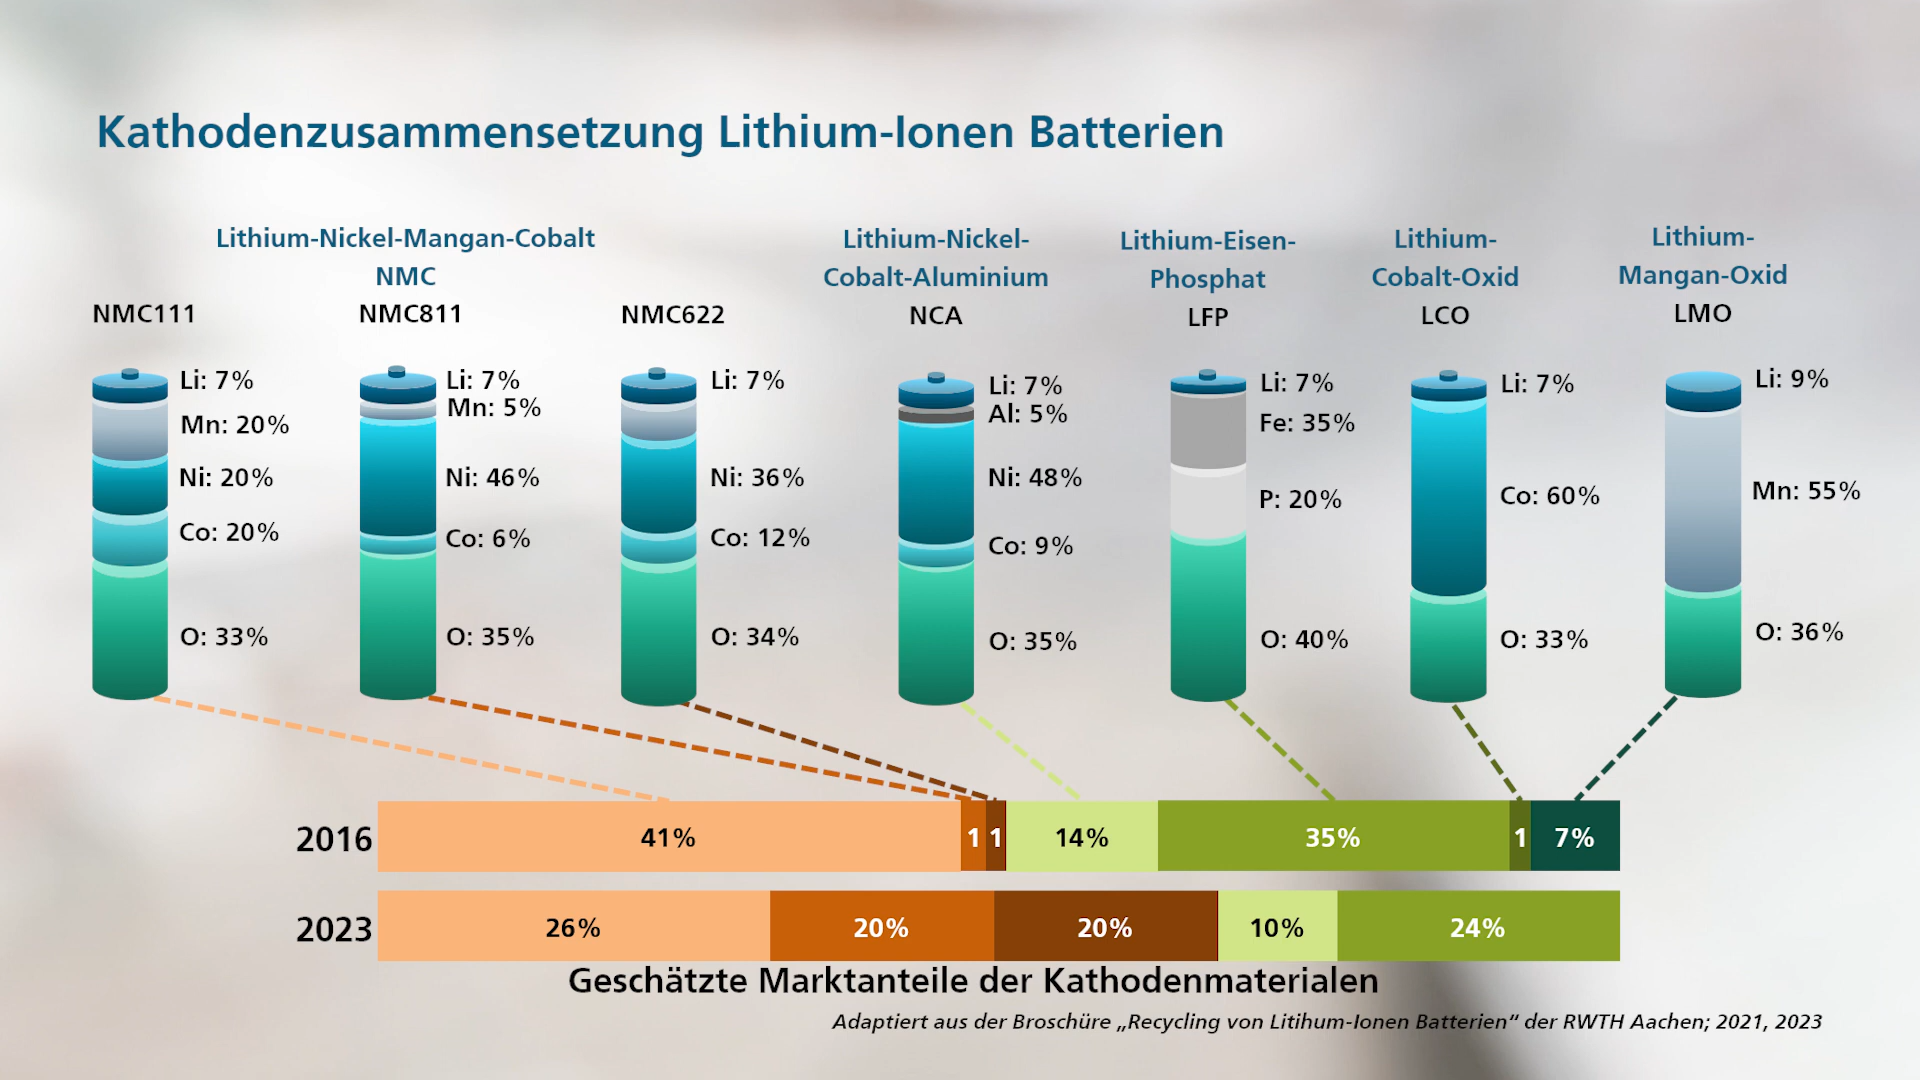 Kathodenzusammensetzung Lithium-Ionen Batterien
Lithium-Nickel-Mangan-Cobalt
NMC
NMC111
NMC811
NMC622
Lithium-Nickel-
Cobalt-Aluminium
NCA
Lithium-Eisen-
Phosphat
LFP
Lithium-
Cobalt-Oxid
LCO
Lithium-
Mangan-Oxid
LMO
Li: 7%
Mn: 20%
Ni: 20%
Co: 20%
O: 33%
Li: 7%
Mn: 5%
Ni: 46%
Co: 6%
O: 35%
Li: 7%
Ni: 36%
Co: 12%
O: 34%
Li: 7%
Al: 5%
Ni: 48%
Co: 9%
O: 35%
Li: 7%
Fe: 35%
P: 20%
O: 40%
Li: 7%
Co: 60%
O: 33%
Li: 9%
Mn: 55%
O: 36%
2016 41% 1 1 14% 35% 1 7%
2023 26% 20% 20% 10% 24%
Geschätzte Marktanteile der Kathodenmaterialen
Adaptiert aus der Broschüre „Recycling von Litihum-Ionen Batterien“ der RWTH Aachen; 2021, 2023